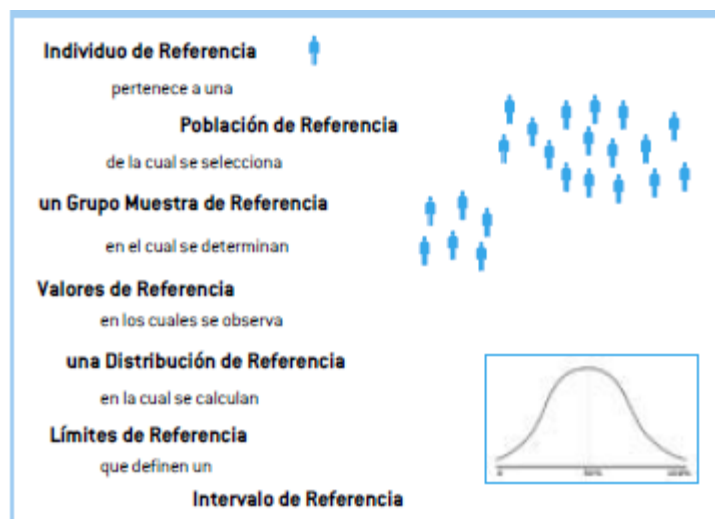 Individuo de Referencia
pertenece a una
Población de Referencia
de la cual se selecciona
un Grupo Muestra de Referencia
en el cual se determinan
Valores de Referencia
en los cuales se observa
una Distribución de Referencia
en la cual se calculan
Límites de Referencia
que definen un
Intervalo de Referencia